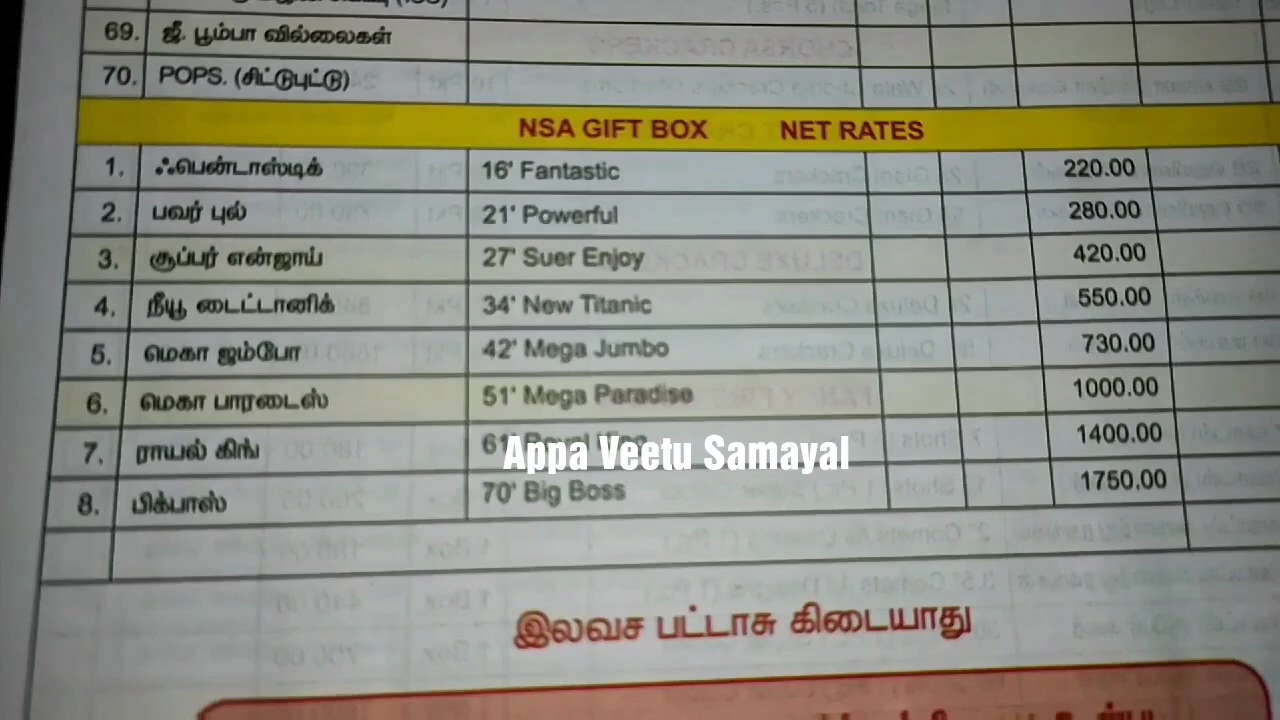 69. ஜீ. பூம்பா வில்லைகள்
70. POPS. (சிட்டுபுட்டு)
NSA GIFT BOX NET RATES
1. ஃபென்டாஸ்டிக் 16' Fantastic 220.00
2. பவர் புல் 21' Powerful 280.00
3. சூப்பர் என்ஜாய் 27' Suer Enjoy 420.00
4. நீயூ டைட்டானிக் 34' New Titanic 550.00
5. மெகா ஜம்போ 42' Mega Jumbo 730.00
6. மெகா பாரடைஸ் 51' Mega Paradise 1000.00
7. ராயல் கிங் 61' 1400.00
Appa Veetu Samayal
8. பிக்பாஸ் 70' Big Boss 1750.00
இலவச பட்டாசு கிடையாது